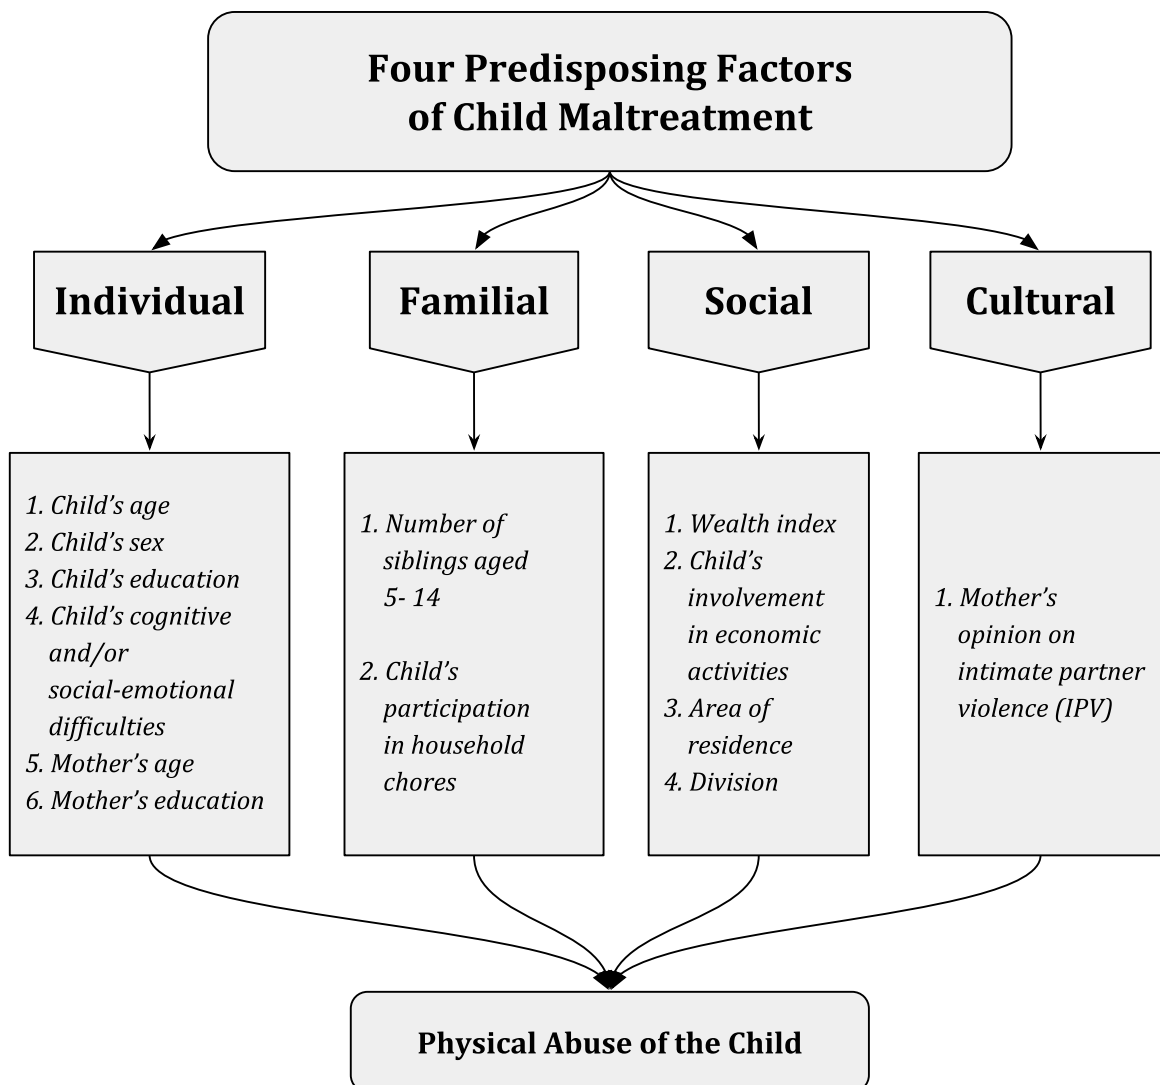 Four Predisposing Factors
of Child Maltreatment
Individual
Familial
Social
Cultural
1. Child’s age
2. Child’s sex
3. Child’s education
4. Child’s cognitive
and/or
social-emotional
difficulties
5. Mother’s age
6. Mother’s education
1. Number of
siblings aged
5- 14
2. Child’s
participation
in household
chores
1. Wealth index
2. Child’s
involvement
in economic
activities
3. Area of
residence
4. Division
1. Mother’s
opinion on
intimate partner
violence (IPV)
Physical Abuse of the Child